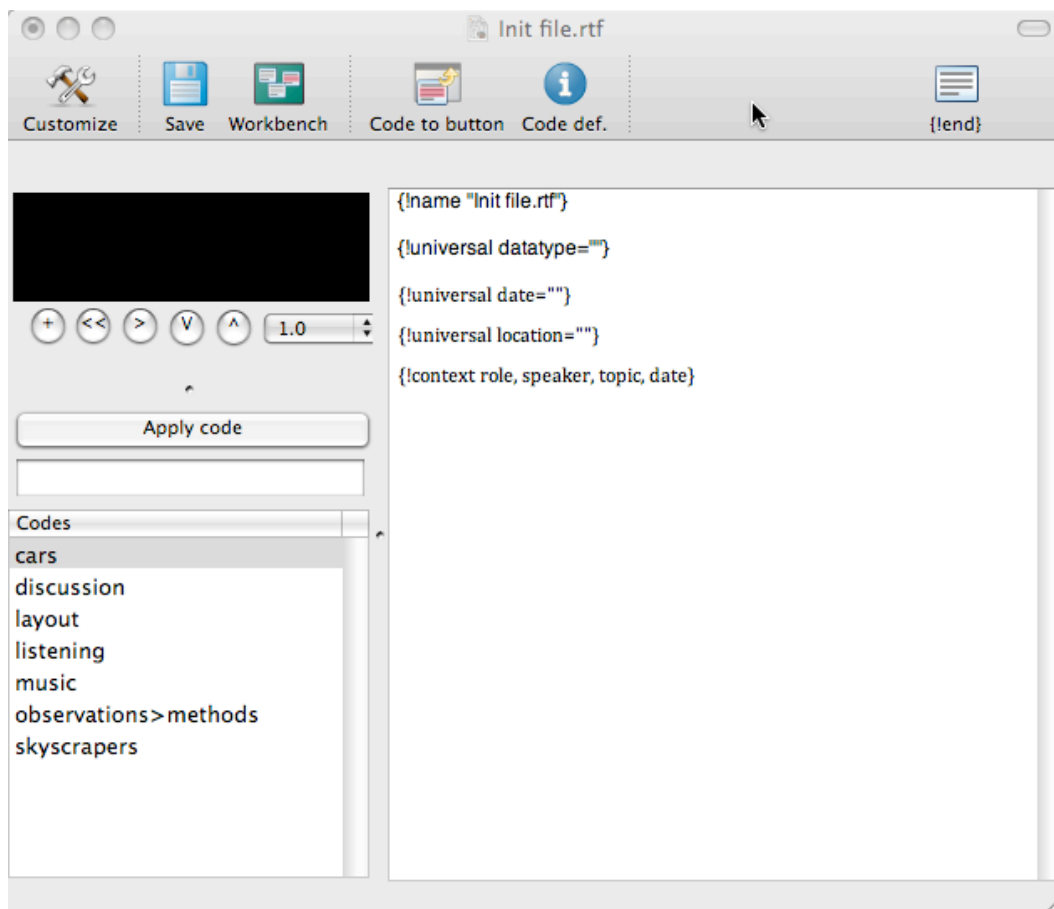 Init file.rtf
Customize Save Workbench Code to button Code def. {!end}
+ << > V ^ 1.0
Apply code
Codes
cars
discussion
layout
listening
music
observations>methods
skyscrapers
{!name "Init file.rtf"}
{!universal datatype=""}
{!universal date=""}
{!universal location=""}
{!context role, speaker, topic, date}